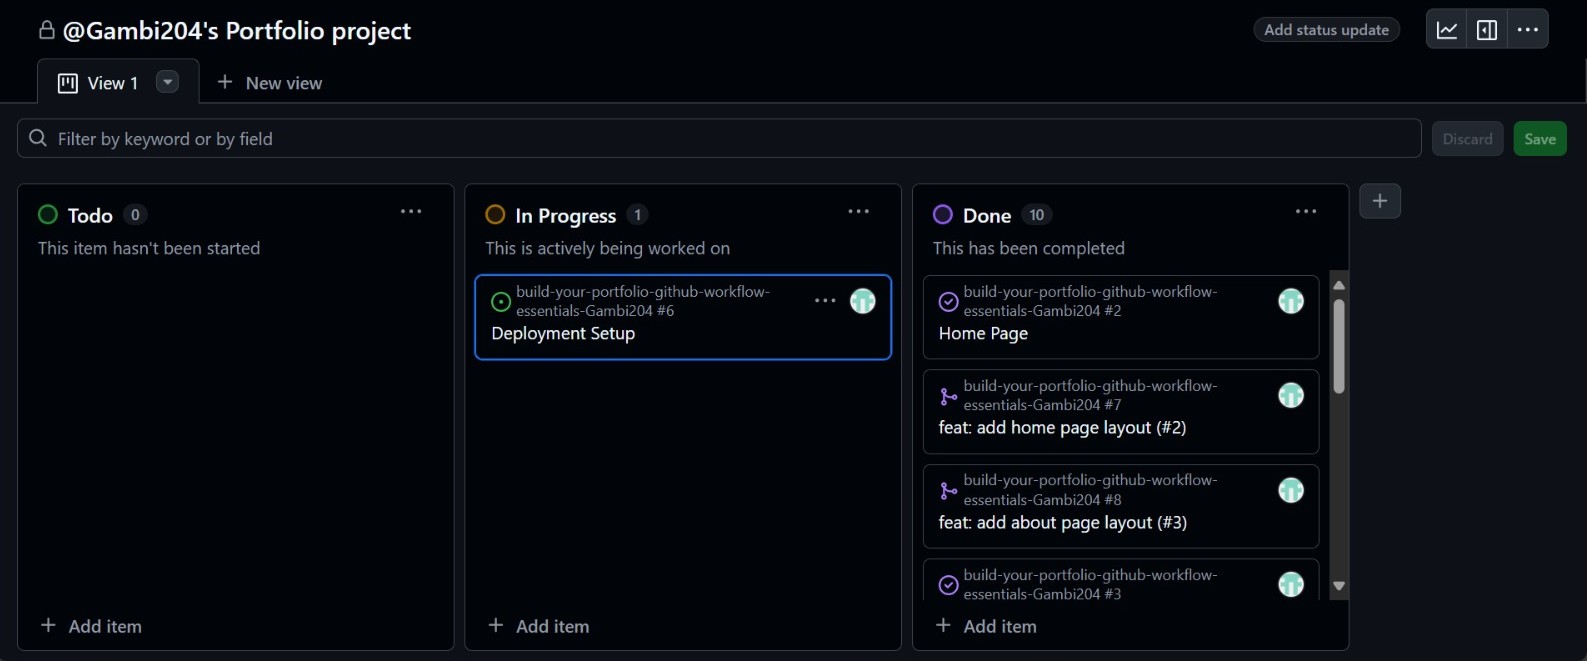 @Gambi204's Portfolio project
Add status update
View 1
New view
Filter by keyword or by field
Discard
Save
Todo 0
This item hasn't been started
Add item
In Progress 1
This is actively being worked on
build-your-portfolio-github-workflow-
essentials-Gambi204 #6
Deployment Setup
Add item
Done 10
This has been completed
build-your-portfolio-github-workflow-
essentials-Gambi204 #2
Home Page
build-your-portfolio-github-workflow-
essentials-Gambi204 #7
feat: add home page layout (#2)
build-your-portfolio-github-workflow-
essentials-Gambi204 #8
feat: add about page layout (#3)
build-your-portfolio-github-workflow-
essentials-Gambi204 #3
Add item